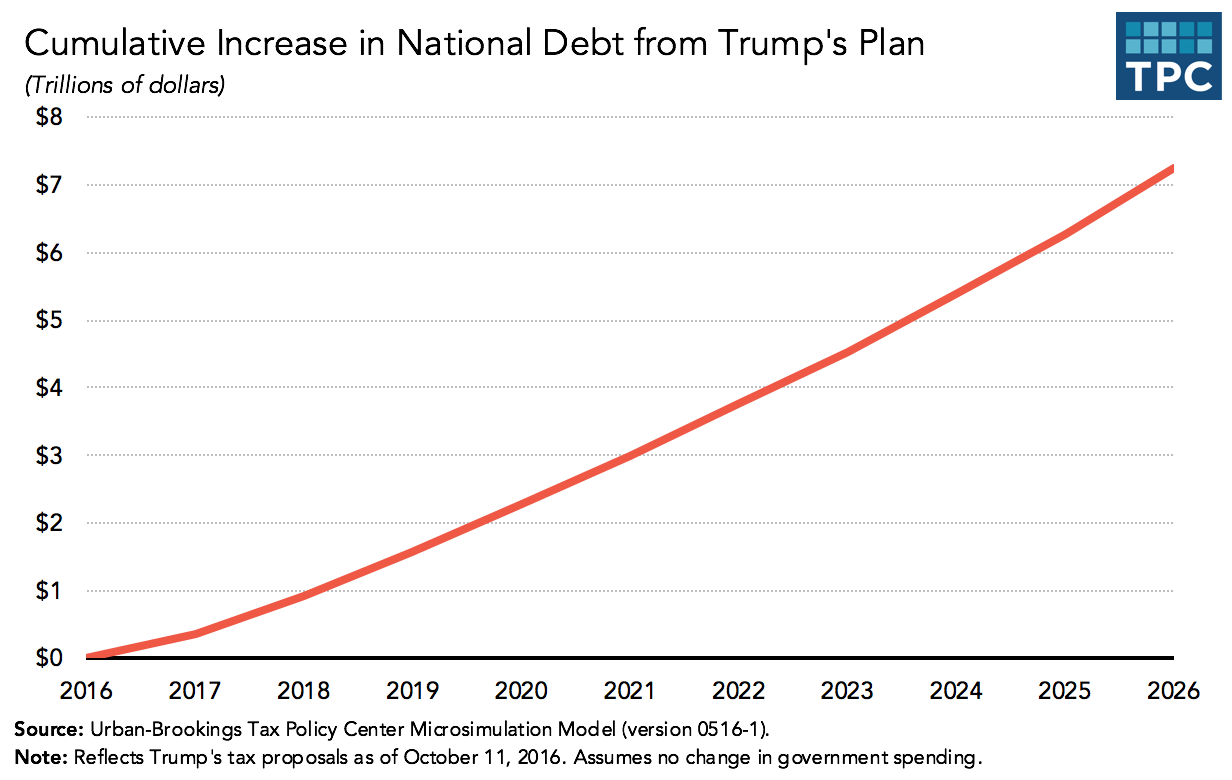 Cumulative Increase in National Debt from Trump's Plan
(Trillions of dollars)
TPC
$8
$7
$6
$5
$4
$3
$2
$1
$0
2016 2017 2018 2019 2020 2021 2022 2023 2024 2025 2026
Source: Urban-Brookings Tax Policy Center Microsimulation Model (version 0516-1).
Note: Reflects Trump's tax proposals as of October 11, 2016. Assumes no change in government spending.